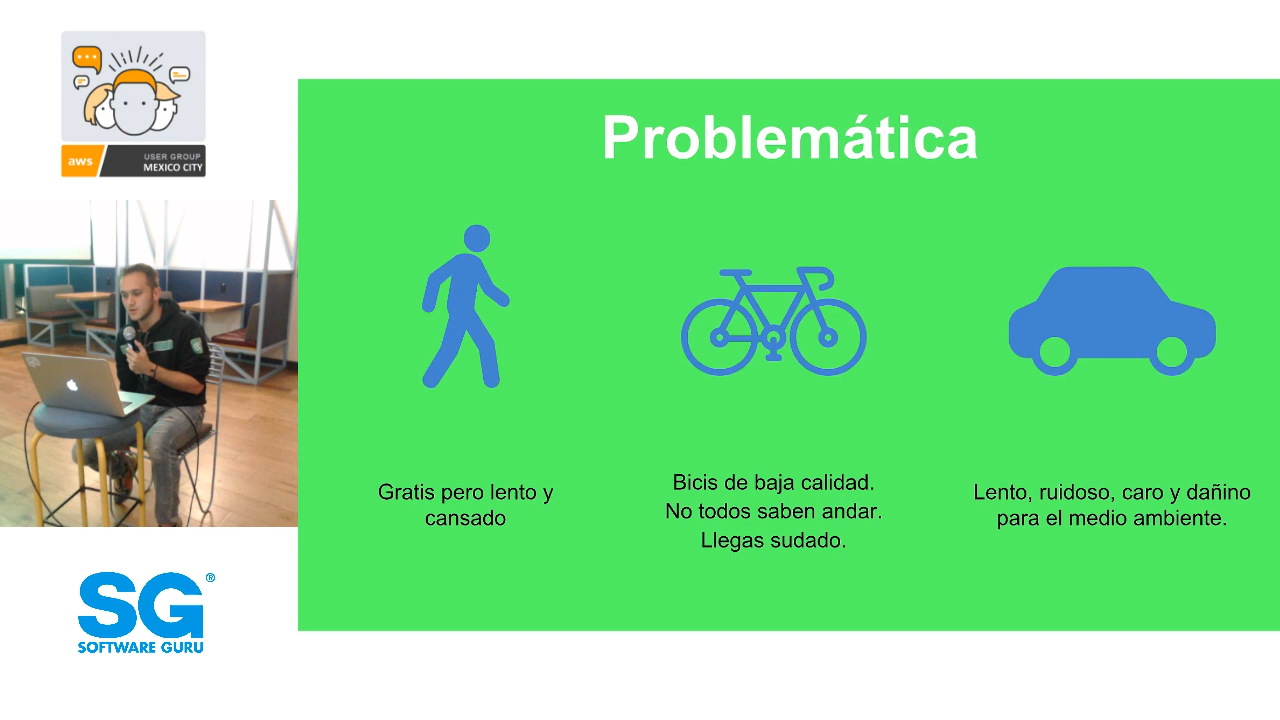 aws
USER GROUP
MEXICO CITY
Problemática
Gratis pero lento y
cansado
Bicis de baja calidad.
No todos saben andar.
Llegas sudado.
Lento, ruidoso, caro y dañino
para el medio ambiente.
SG®
SOFTWARE GURU